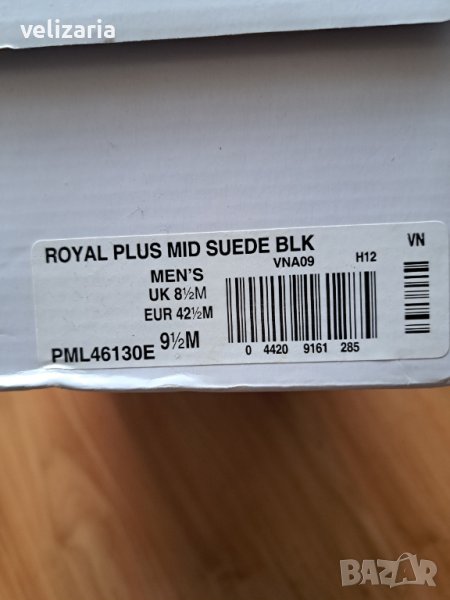 velizaria
ROYAL PLUS MID SUEDE BLK
VN
MEN'S
VNA09
H12
UK 8½M
EUR 42½M
PML46130E
9½M
0 4420 9161 285
BAZAR